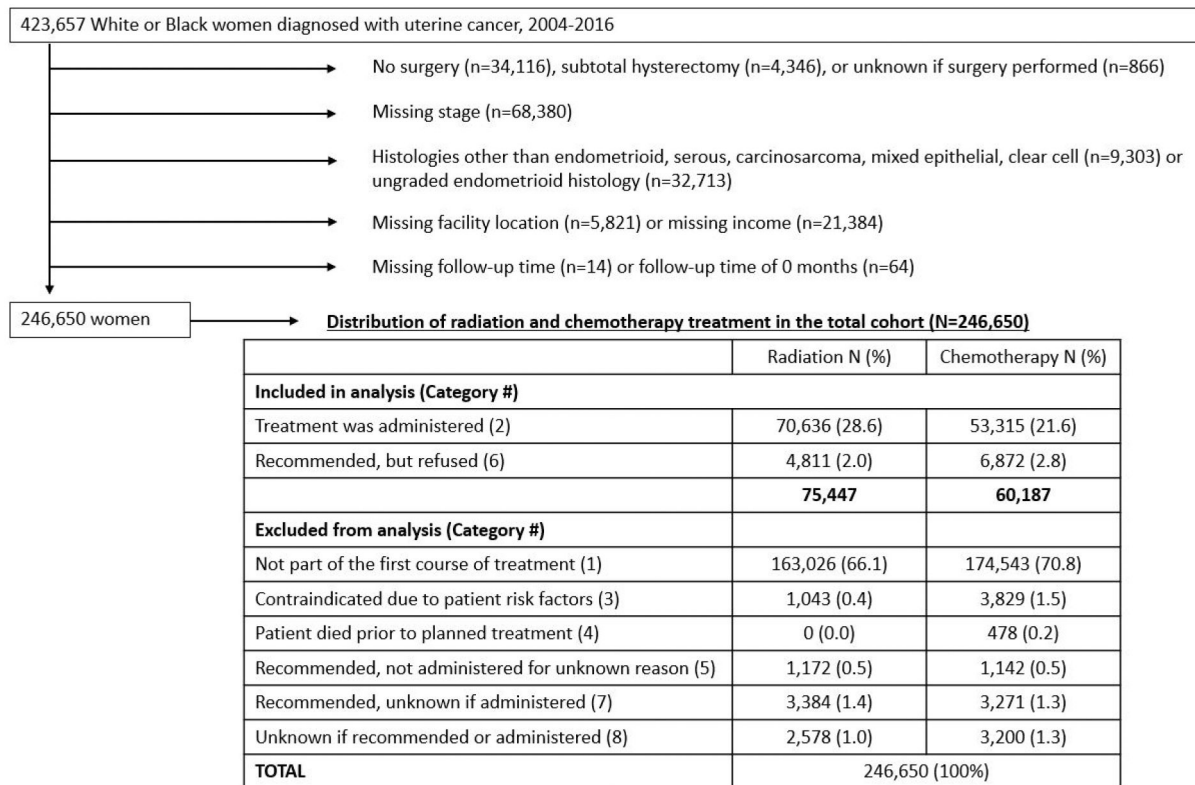 423,657 White or Black women diagnosed with uterine cancer, 2004-2016
No surgery (n=34,116), subtotal hysterectomy (n=4,346), or unknown if surgery performed (n=866)
Missing stage (n=68,380)
Histologies other than endometrioid, serous, carcinosarcoma, mixed epithelial, clear cell (n=9,303) or
ungraded endometrioid histology (n=32,713)
Missing facility location (n=5,821) or missing income (n=21,384)
Missing follow-up time (n=14) or follow-up time of 0 months (n=64)
246,650 women
Distribution of radiation and chemotherapy treatment in the total cohort (N=246,650)
Radiation N (%) Chemotherapy N (%)
Included in analysis (Category #)
Treatment was administered (2) 70,636 (28.6) 53,315 (21.6)
Recommended, but refused (6) 4,811 (2.0) 6,872 (2.8)
75,447 60,187
Excluded from analysis (Category #)
Not part of the first course of treatment (1) 163,026 (66.1) 174,543 (70.8)
Contraindicated due to patient risk factors (3) 1,043 (0.4) 3,829 (1.5)
Patient died prior to planned treatment (4) 0 (0.0) 478 (0.2)
Recommended, not administered for unknown reason (5) 1,172 (0.5) 1,142 (0.5)
Recommended, unknown if administered (7) 3,384 (1.4) 3,271 (1.3)
Unknown if recommended or administered (8) 2,578 (1.0) 3,200 (1.3)
TOTAL 246,650 (100%)